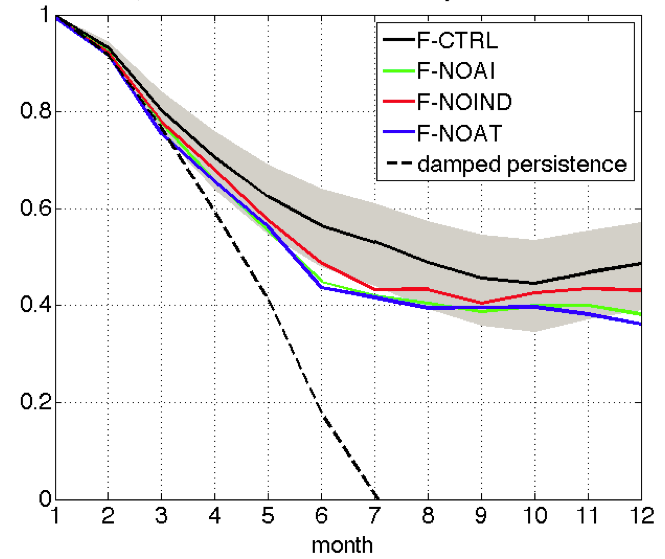 1
0.8
0.6
0.4
0.2
0
F-CTRL
F-NOAI
F-NOIND
F-NOAT
damped persistence
1 2 3 4 5 6 7 8 9 10 11 12
month